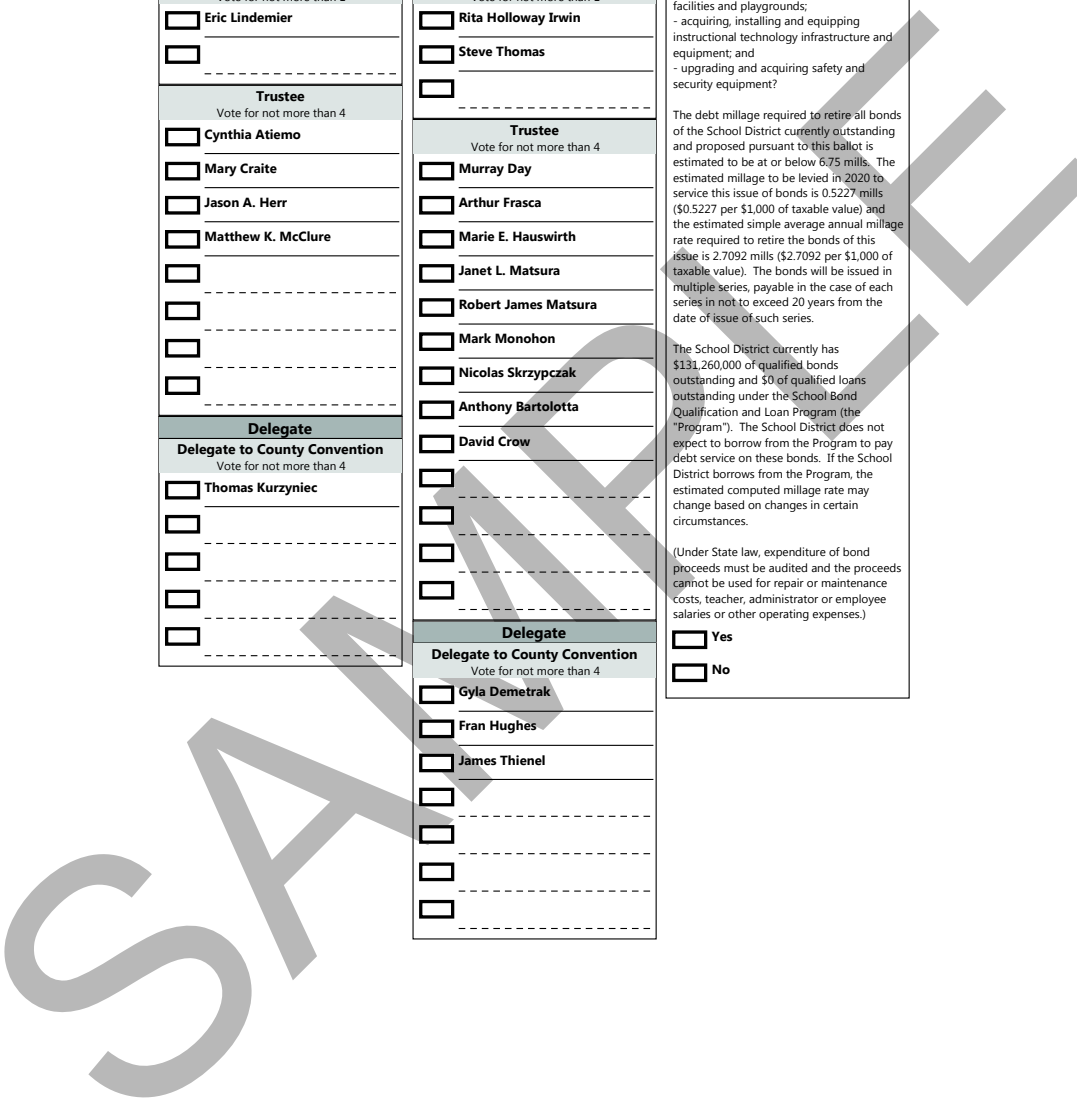 Vote for not more than 1
Eric Lindemier
Trustee
Vote for not more than 4
Cynthia Atiemo
Mary Craite
Jason A. Herr
Matthew K. McClure
Delegate
Delegate to County Convention
Vote for not more than 4
Thomas Kurzyniec
Vote for not more than 1
Rita Holloway Irwin
Steve Thomas
Trustee
Vote for not more than 4
Murray Day
Arthur Frasca
Marie E. Hauswirth
Janet L. Matsura
Robert James Matsura
Mark Monohon
Nicolas Skrzypczak
Anthony Bartolotta
David Crow
Delegate
Delegate to County Convention
Vote for not more than 4
Gyla Demetrak
Fran Hughes
James Thienel
facilities and playgrounds;
- acquiring, installing and equipping
instructional technology infrastructure and
equipment; and
- upgrading and acquiring safety and
security equipment?
The debt millage required to retire all bonds
of the School District currently outstanding
and proposed pursuant to this ballot is
estimated to be at or below 6.75 mills. The
estimated millage to be levied in 2020 to
service this issue of bonds is 0.5227 mills
($0.5227 per $1,000 of taxable value) and
the estimated simple average annual millage
rate required to retire the bonds of this
issue is 2.7092 mills ($2.7092 per $1,000 of
taxable value). The bonds will be issued in
multiple series, payable in the case of each
series in not to exceed 20 years from the
date of issue of such series.
The School District currently has
$131,260,000 of qualified bonds
outstanding and $0 of qualified loans
outstanding under the School Bond
Qualification and Loan Program (the
"Program"). The School District does not
expect to borrow from the Program to pay
debt service on these bonds. If the School
District borrows from the Program, the
estimated computed millage rate may
change based on changes in certain
circumstances.
(Under State law, expenditure of bond
proceeds must be audited and the proceeds
cannot be used for repair or maintenance
costs, teacher, administrator or employee
salaries or other operating expenses.)
Yes
No
SAMPLE